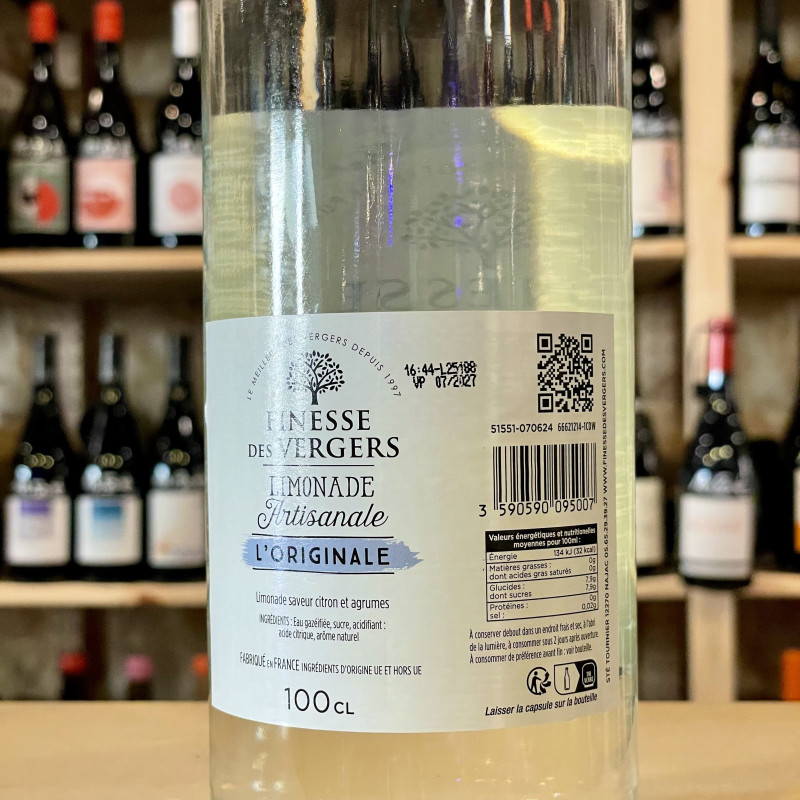 LE MEILLEUR DES VERGERS DEPUIS 1997
FINESSE
DES VERGERS
LIMONADE
Artisanale
L'ORIGINALE
Limonade saveur citron et agrumes
INGRÉDIENTS : Eau gazéifiée, sucre, acidifiant :
acide citrique, arôme naturel
FABRIQUÉ EN FRANCE INGRÉDIENTS D'ORIGINE UE ET HORS UE
100CL
16:44-L25188
VP 07/2027
51551-070624 66621214-1CDW
3 590590 095007
Valeurs énergétiques et nutritionelles
moyennes pour 100ml :
Énergie 134 kJ (32 kcal)
Matières grasses : 0g
dont acides gras saturés 0g
Glucides : 7,9g
dont sucres 7,9g
Protéines : 0g
sel : 0,02g
À conserver debout dans un endroit frais et sec, à l'abri
de la lumière, à consommer sous 2 jours après ouverture.
À consommer de préférence avant fin : voir bouteille.
Laisser la capsule sur la bouteille
STÉ TOURNIER 12270 NAJAC 05.65.29.39.27 WWW.FINESSEDESVERGERS.COM